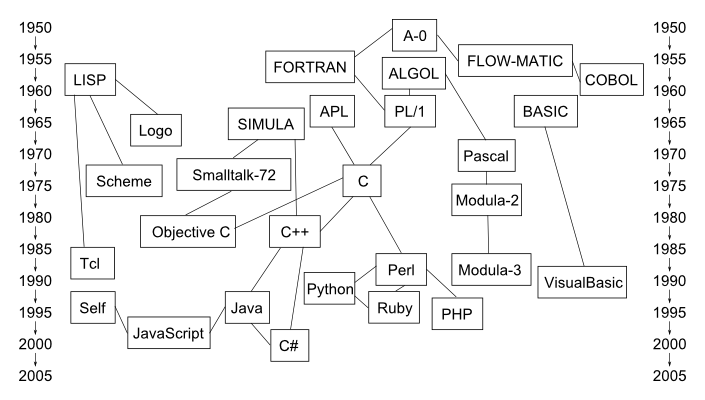 1950
1950
A-0
1955
1955
FORTRAN
FLOW-MATIC
LISP
ALGOL
COBOL
1960
1960
APL
PL/1
BASIC
SIMULA
1965
1965
Logo
1970
1970
Pascal
Smalltalk-72
Scheme
C
1975
1975
Modula-2
1980
1980
Objective C
C++
1985
1985
Tcl
Perl
Modula-3
1990
1990
Python
VisualBasic
Self
Java
Ruby
PHP
1995
1995
JavaScript
C#
2000
2000
2005
2005